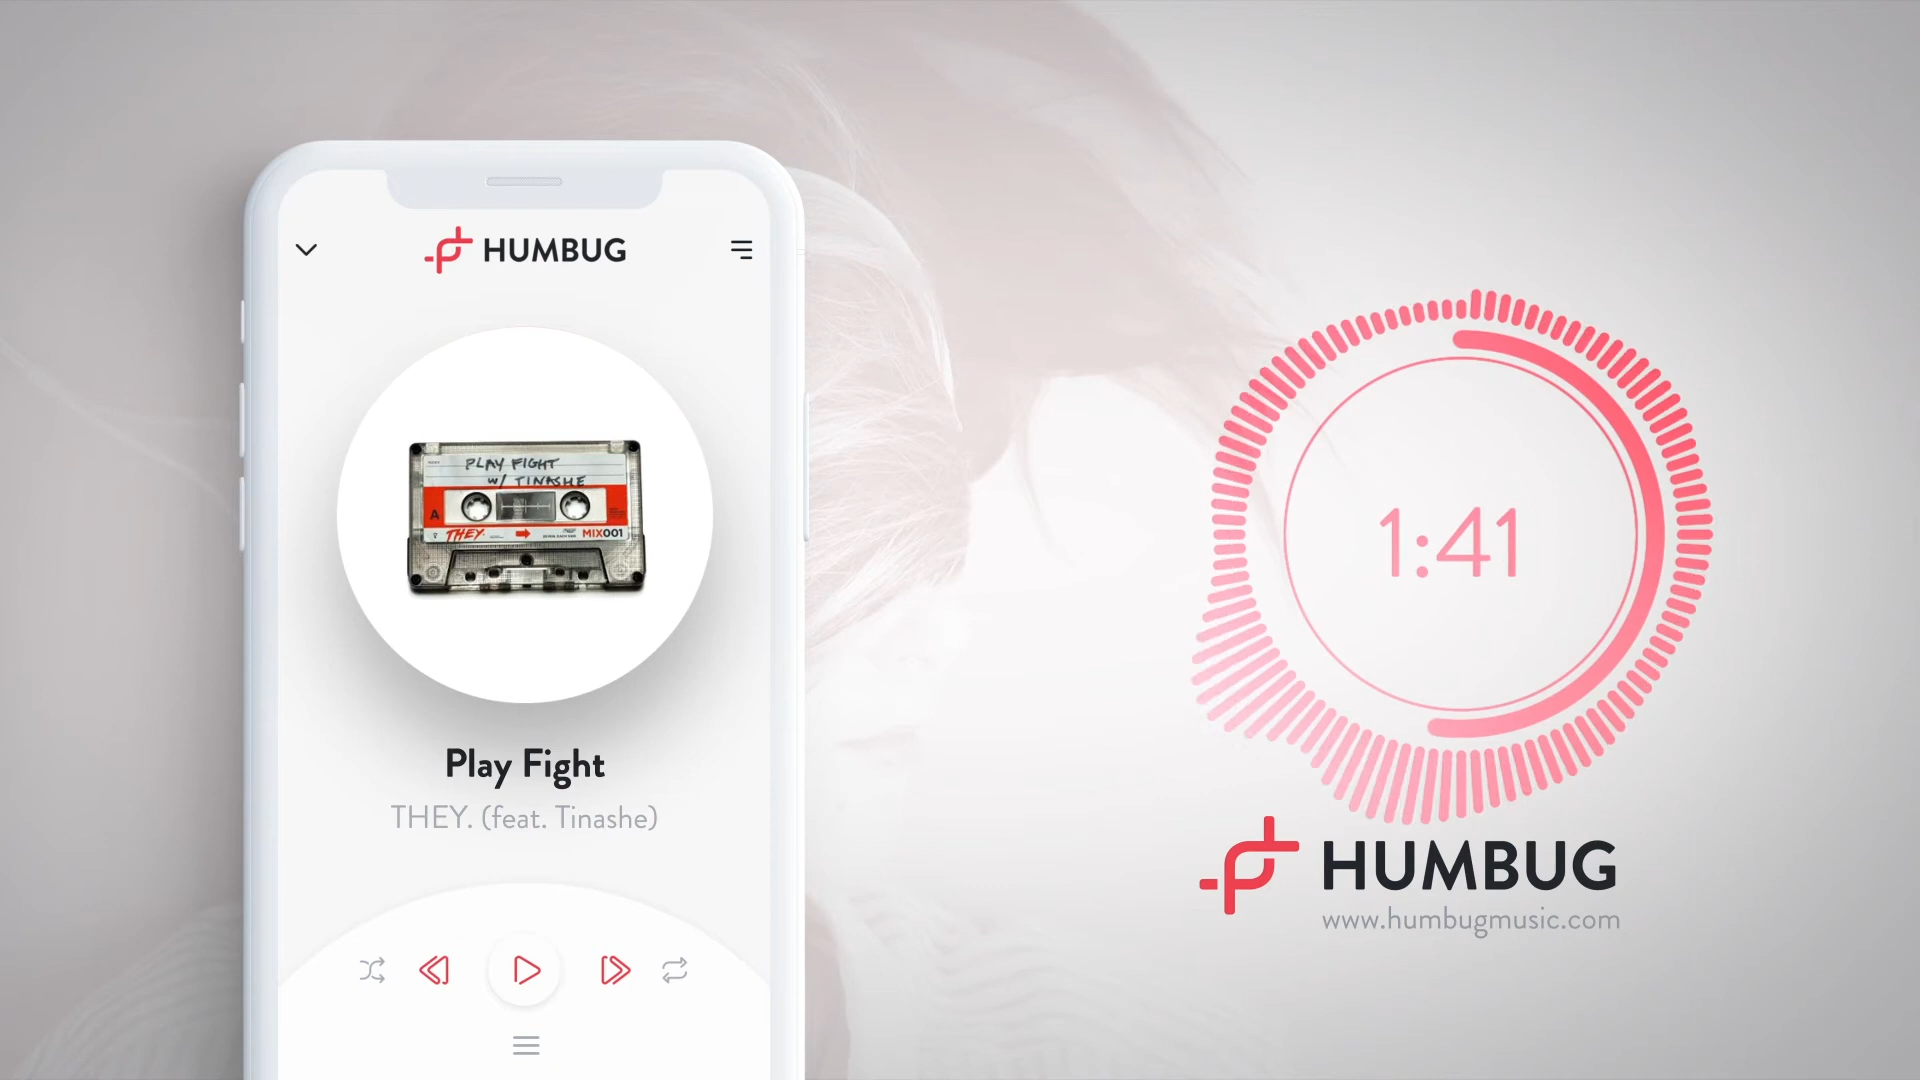 HUMBUG
PLAY FIGHT
w/ TINASHE
A
THEY.
MIX001
Play Fight
THEY. (feat. Tinashe)
1:41
HUMBUG
www.humbugmusic.com